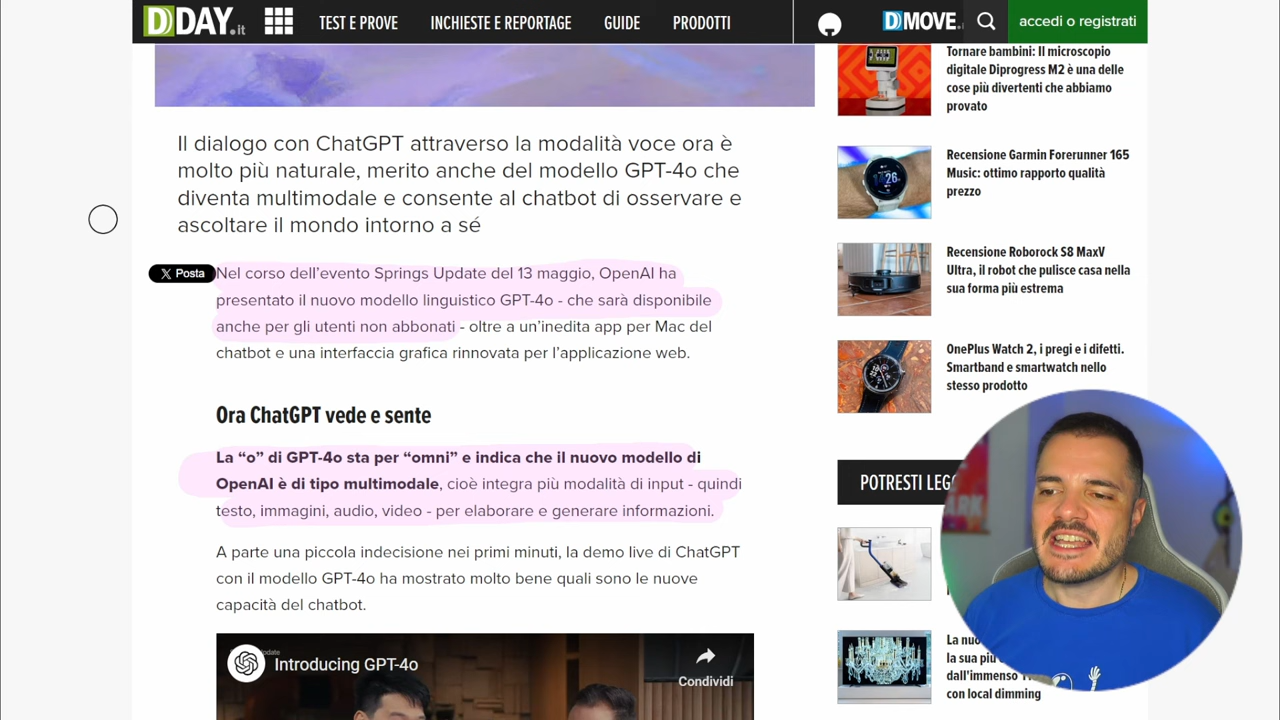 DDAY.it
TEST E PROVE
INCHIESTE E REPORTAGE
GUIDE
PRODOTTI
DMOVE.
accedi o registrati
Il dialogo con ChatGPT attraverso la modalità voce ora è
molto più naturale, merito anche del modello GPT-4o che
diventa multimodale e consente al chatbot di osservare e
ascoltare il mondo intorno a sé
Posta
Nel corso dell'evento Springs Update del 13 maggio, OpenAI ha
presentato il nuovo modello linguistico GPT-4o - che sarà disponibile
anche per gli utenti non abbonati - oltre a un'inedita app per Mac del
chatbot e una interfaccia grafica rinnovata per l'applicazione web.
Ora ChatGPT vede e sente
La “o” di GPT-4o sta per “omni” e indica che il nuovo modello di
OpenAI è di tipo multimodale, cioè integra più modalità di input - quindi
testo, immagini, audio, video - per elaborare e generare informazioni.
A parte una piccola indecisione nei primi minuti, la demo live di ChatGPT
con il modello GPT-4o ha mostrato molto bene quali sono le nuove
capacità del chatbot.
Introducing GPT-4o
Condividi
Tornare bambini: Il microscopio
digitale Diprogress M2 è una delle
cose più divertenti che abbiamo
provato
Recensione Garmin Forerunner 165
Music: ottimo rapporto qualità
prezzo
Recensione Roborock S8 MaxV
Ultra, il robot che pulisce casa nella
sua forma più estrema
OnePlus Watch 2, i pregi e i difetti.
Smartband e smartwatch nello
stesso prodotto
POTRESTI LEGG
La nuo
la sua più
dall'immenso
con local dimming